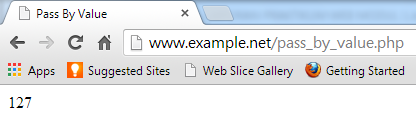 Pass By Value
www.example.net/pass_by_value.php
Apps Suggested Sites Web Slice Gallery Getting Started
127